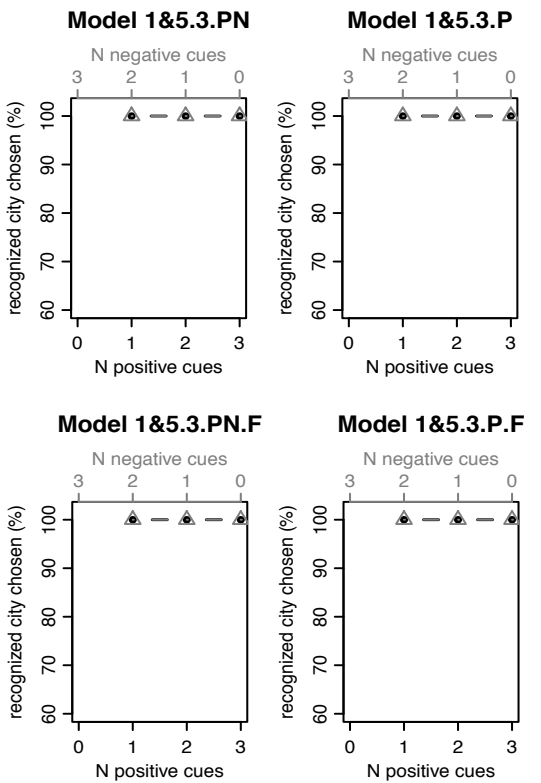 Model 1&5.3.PN
N negative cues
3 2 1 0
recognized city chosen (%)
100
90
80
70
60
0 1 2 3
N positive cues
Model 1&5.3.P
N negative cues
3 2 1 0
recognized city chosen (%)
100
90
80
70
60
0 1 2 3
N positive cues
Model 1&5.3.PN.F
N negative cues
3 2 1 0
recognized city chosen (%)
100
90
80
70
60
0 1 2 3
N positive cues
Model 1&5.3.P.F
N negative cues
3 2 1 0
recognized city chosen (%)
100
90
80
70
60
0 1 2 3
N positive cues